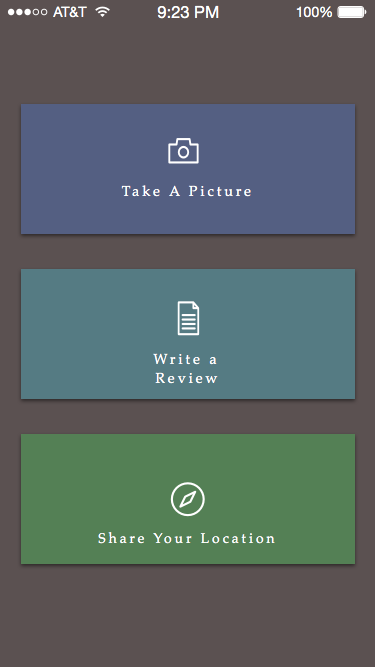 AT&T 9:23 PM 100%
Take A Picture
Write a
Review
Share Your Location